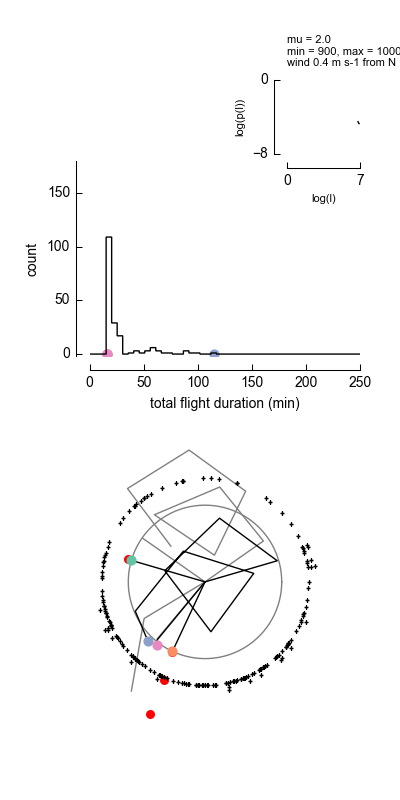 mu = 2.0
min = 900, max = 1000
wind 0.4 m s-1 from N
0
−8
log(p(l))
0 7
log(l)
150
100
50
0
count
0 50 100 150 200 250
total flight duration (min)